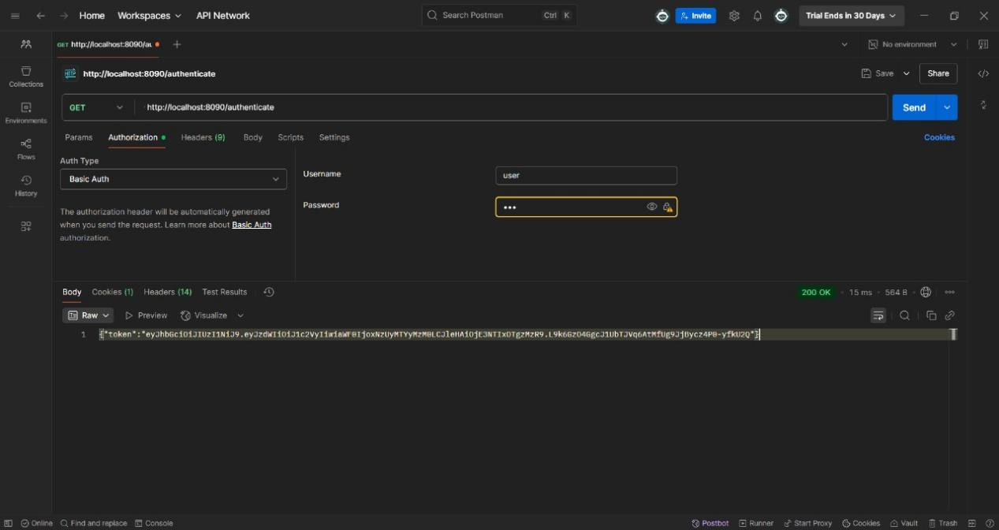 Home Workspaces API Network Search Postman Ctrl K Invite Trial Ends in 30 Days
GET http://localhost:8090/au No environment
HTTP http://localhost:8090/authenticate Save Share
GET http://localhost:8090/authenticate Send
Params Authorization Headers (9) Body Scripts Settings Cookies
Collections
Environments
Flows
History
Auth Type
Basic Auth
The authorization header will be automatically generated
when you send the request. Learn more about Basic Auth
authorization.
Username user
Password •••
Body Cookies (1) Headers (14) Test Results 200 OK • 15 ms • 564 B
Raw Preview Visualize
1 {"token":"eyJhbGciOiJIUzI1NiJ9.eyJzdWIiOiJ1c2VyIiwiaWF0IjoxNzUyMTYyMzM0LCJleHAiOjE3NTIxOTgzMzR9.L9k6GzO4GgcJ1UbTJVq6AtMfUg9JjBycz4P0-yfkU2Q"}
Online Find and replace Console Postbot Runner Start Proxy Cookies Vault Trash